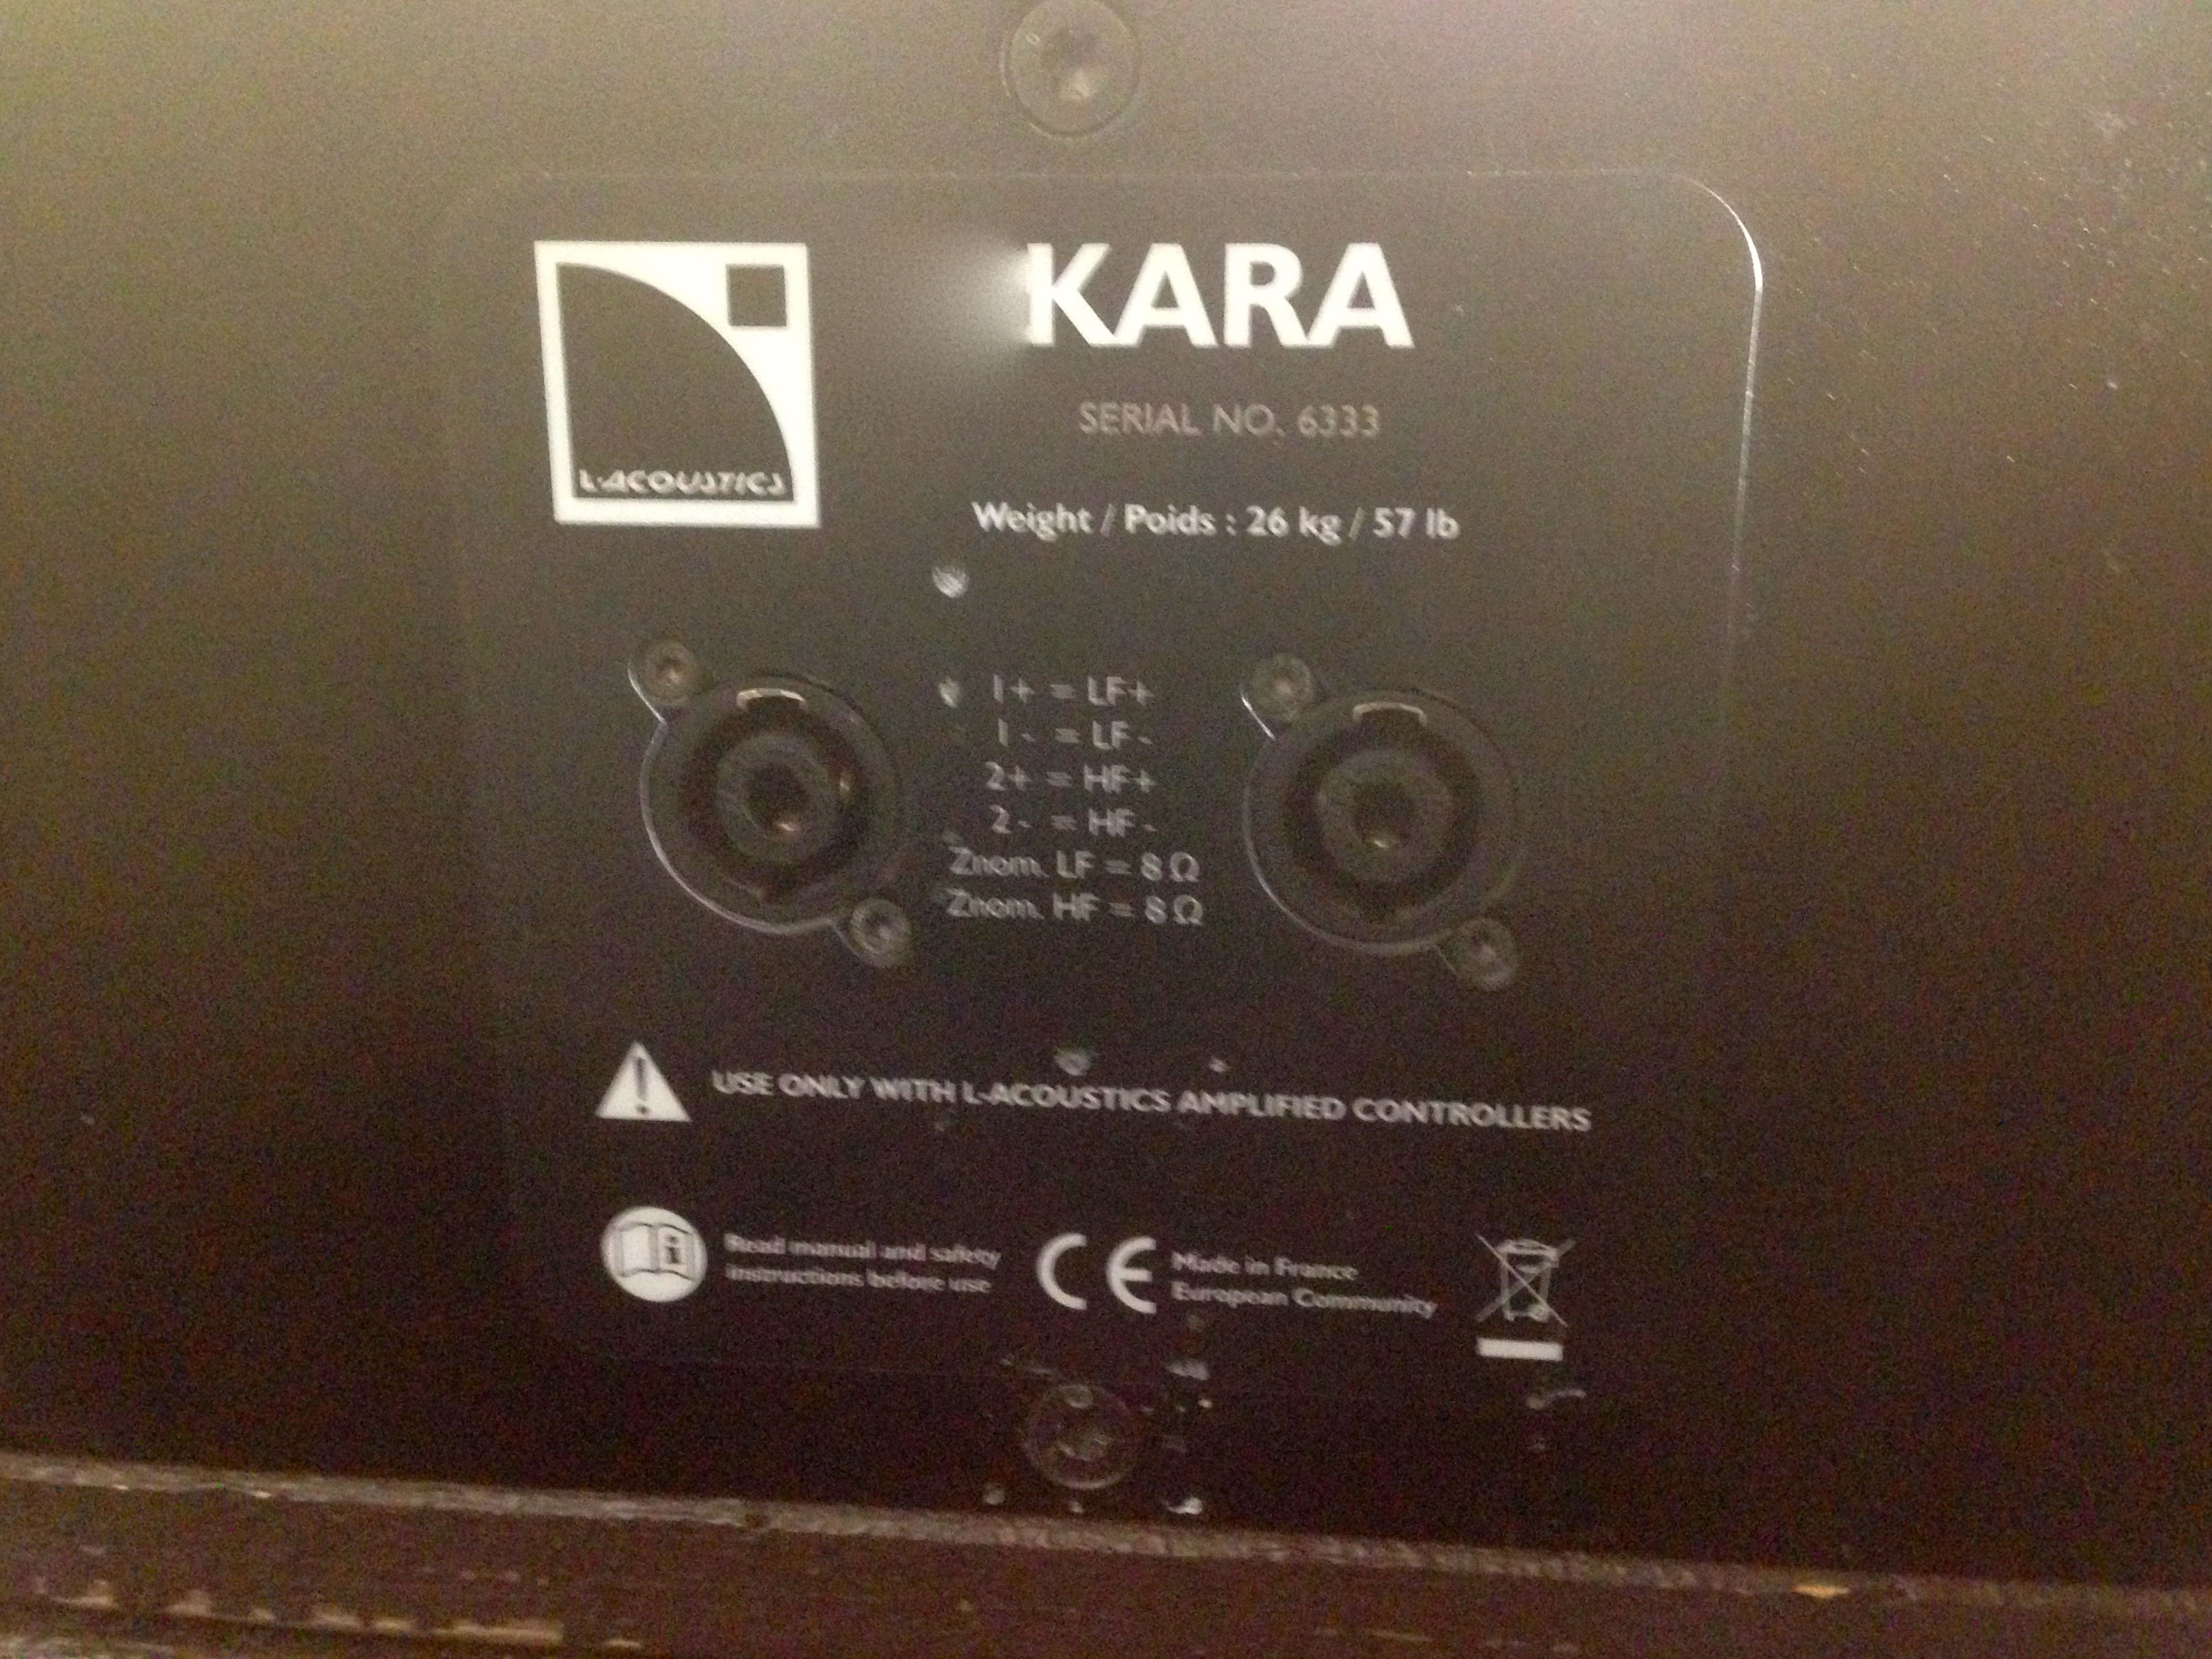 L-ACOUSTICS
KARA
SERIAL NO. 6333
Weight / Poids : 26 kg / 57 lb
1+ = LF+
1- = LF-
2+ = HF+
2- = HF-
Znom. LF = 8 Ω
Znom. HF = 8 Ω
USE ONLY WITH L-ACOUSTICS AMPLIFIED CONTROLLERS
Read manual and safety
instructions before use
CE
Made in France
European Community